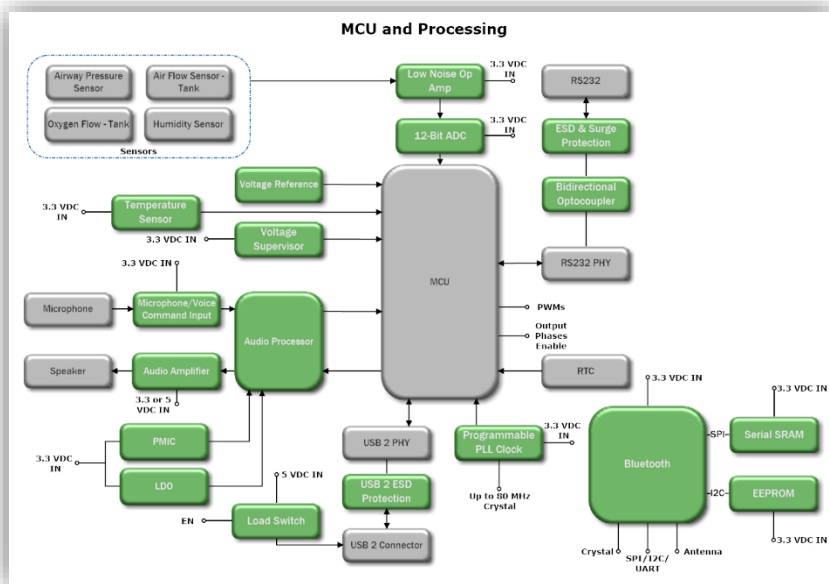 MCU and Processing
Airway Pressure
Sensor
Air Flow Sensor -
Tank
Oxygen Flow - Tank
Humidity Sensor
Sensors
Low Noise Op
Amp
3.3 VDC
IN
12-Bit ADC
3.3 VDC
IN
RS232
ESD & Surge
Protection
Bidirectional
Optocoupler
RS232 PHY
Voltage Reference
3.3 VDC
IN
Temperature
Sensor
3.3 VDC IN
Voltage
Supervisor
MCU
3.3 VDC IN
Microphone
Microphone/Voice
Command Input
Audio Processor
Speaker
Audio Amplifier
3.3 or 5
VDC IN
PWMs
Output
Phases
Enable
RTC
3.3 VDC
IN
PMIC
LDO
USB 2 PHY
USB 2 ESD
Protection
5 VDC IN
EN
Load Switch
USB 2 Connector
Programmable
PLL Clock
3.3 VDC
IN
Up to 80 MHz
Crystal
3.3 VDC IN
Bluetooth
SPI
Serial SRAM
3.3 VDC IN
I2C
EEPROM
3.3 VDC IN
Crystal
SPI/I2C/
UART
Antenna